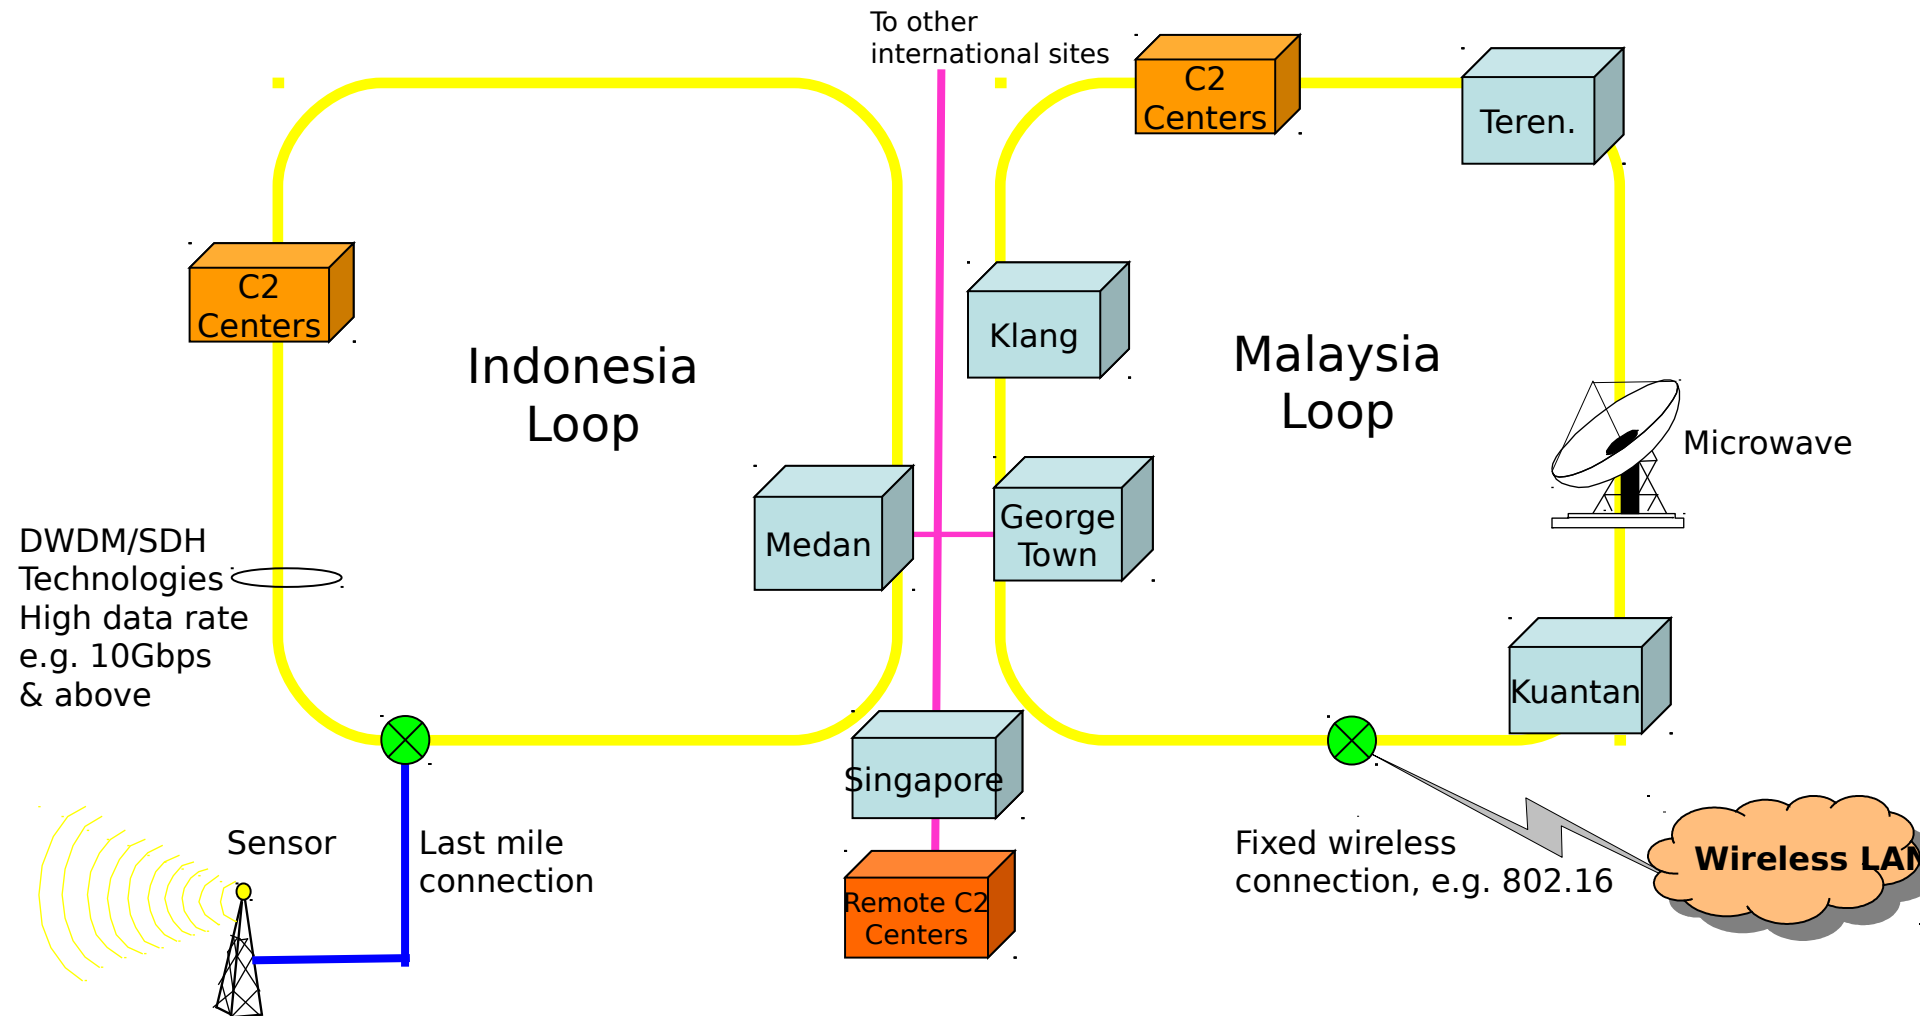 To other
international sites
C2
Centers
Teren.
C2
Centers
Klang
Indonesia
Loop
Malaysia
Loop
Microwave
Medan
George
Town
DWDM/SDH
Technologies
High data rate
e.g. 10Gbps
& above
Kuantan
Singapore
Sensor
Last mile
connection
Fixed wireless
connection, e.g. 802.16
Wireless LAN
Remote C2
Centers